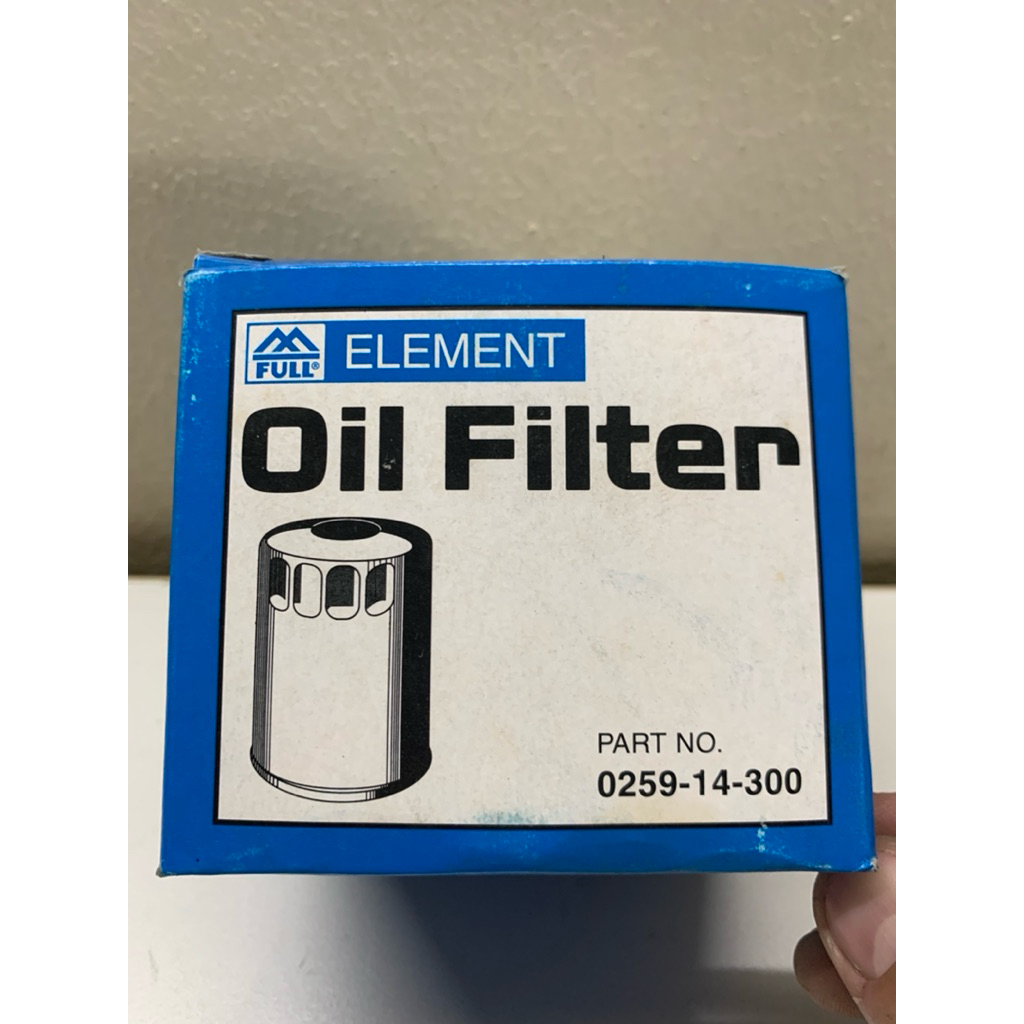 FULL® ELEMENT
Oil Filter
PART NO.
0259-14-300